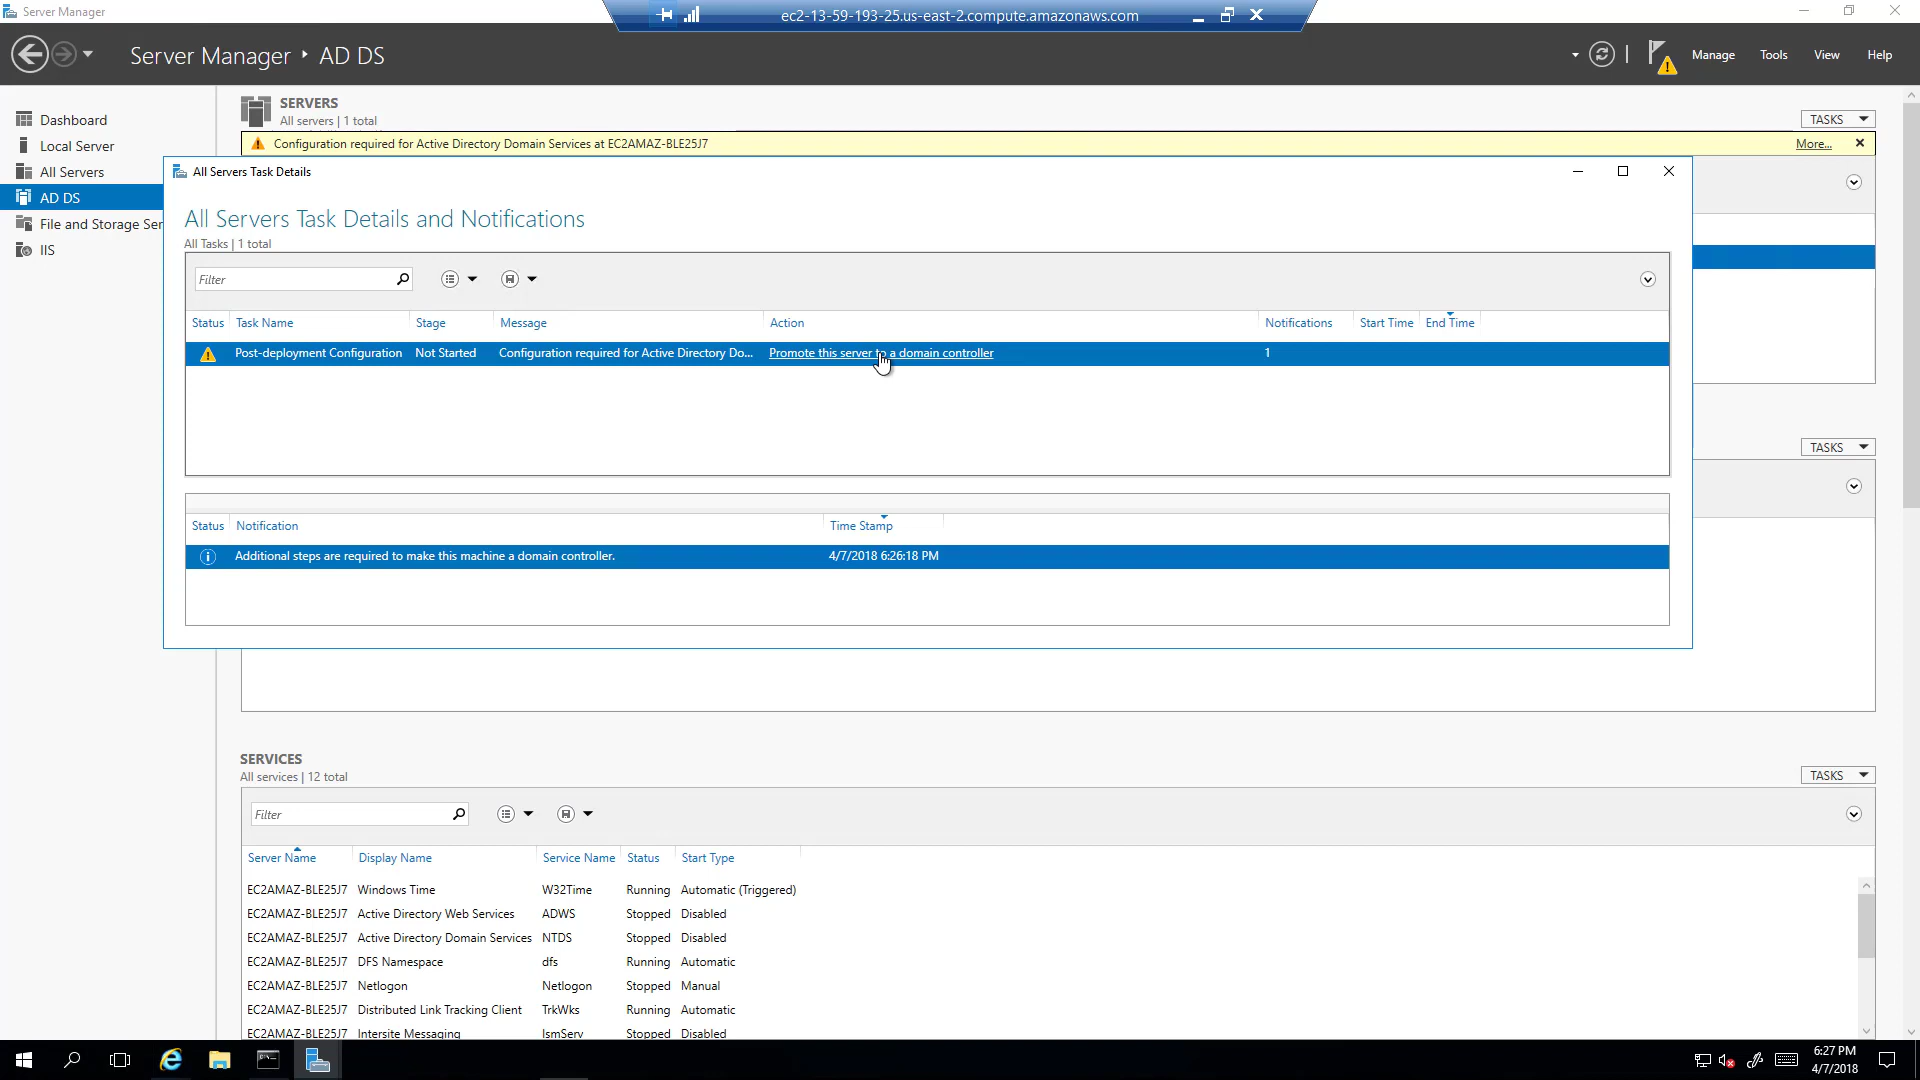 Server Manager
ec2-13-59-193-25.us-east-2.compute.amazonaws.com
Server Manager ‣ AD DS
Manage Tools View Help
Dashboard
Local Server
All Servers
AD DS
File and Storage Ser
IIS
SERVERS
All servers | 1 total
TASKS
Configuration required for Active Directory Domain Services at EC2AMAZ-BLE25J7
More...
All Servers Task Details
All Servers Task Details and Notifications
All Tasks | 1 total
Filter
Status Task Name Stage Message Action Notifications Start Time End Time
Post-deployment Configuration Not Started Configuration required for Active Directory Do... Promote this server to a domain controller 1
TASKS
Status Notification Time Stamp
Additional steps are required to make this machine a domain controller. 4/7/2018 6:26:18 PM
SERVICES
All services | 12 total
TASKS
Filter
Server Name Display Name Service Name Status Start Type
EC2AMAZ-BLE25J7 Windows Time W32Time Running Automatic (Triggered)
EC2AMAZ-BLE25J7 Active Directory Web Services ADWS Stopped Disabled
EC2AMAZ-BLE25J7 Active Directory Domain Services NTDS Stopped Disabled
EC2AMAZ-BLE25J7 DFS Namespace dfs Running Automatic
EC2AMAZ-BLE25J7 Netlogon Netlogon Stopped Manual
EC2AMAZ-BLE25J7 Distributed Link Tracking Client TrkWks Running Automatic
EC2AMAZ-BLE25J7 Intersite Messaging IsmServ Stopped Disabled
6:27 PM
4/7/2018